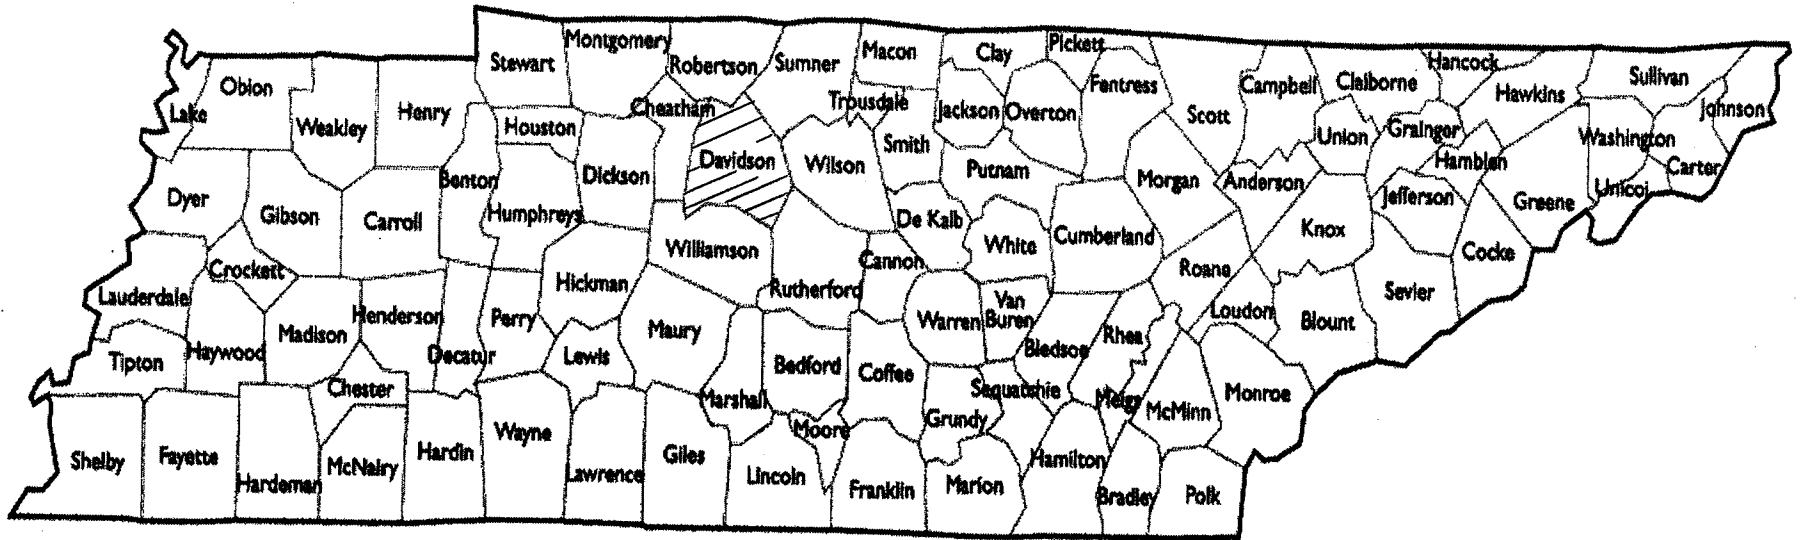 Montgomery
Pickett
Stewart
Robertson
Sumner
Macon
Clay
Hancock
Obion
Fentress
Campbell
Claiborne
Sullivan
Lake
Henry
Cheatham
Trousdale
Jackson
Overton
Scott
Hawkins
Johnson
Weakley
Houston
Smith
Union
Grainger
Washington
Davidson
Wilson
Putnam
Hamblen
Carter
Dyer
Benton
Dickson
Morgan
Anderson
Jefferson
Unicoi
Gibson
Carroll
Humphreys
De Kalb
Greene
Williamson
White
Cumberland
Knox
Cocke
Crockett
Cannon
Roane
Lauderdale
Hickman
Rutherford
Sevier
Henderson
Perry
Van
Buren
Loudon
Madison
Maury
Warren
Rhea
Blount
Tipton
Haywood
Decatur
Lewis
Bedford
Coffee
Bledsoe
Chester
Marshall
Sequatchie
Meigs
McMinn
Monroe
Shelby
Fayette
Hardeman
McNairy
Hardin
Wayne
Lawrence
Giles
Moore
Grundy
Lincoln
Franklin
Marion
Hamilton
Bradley
Polk